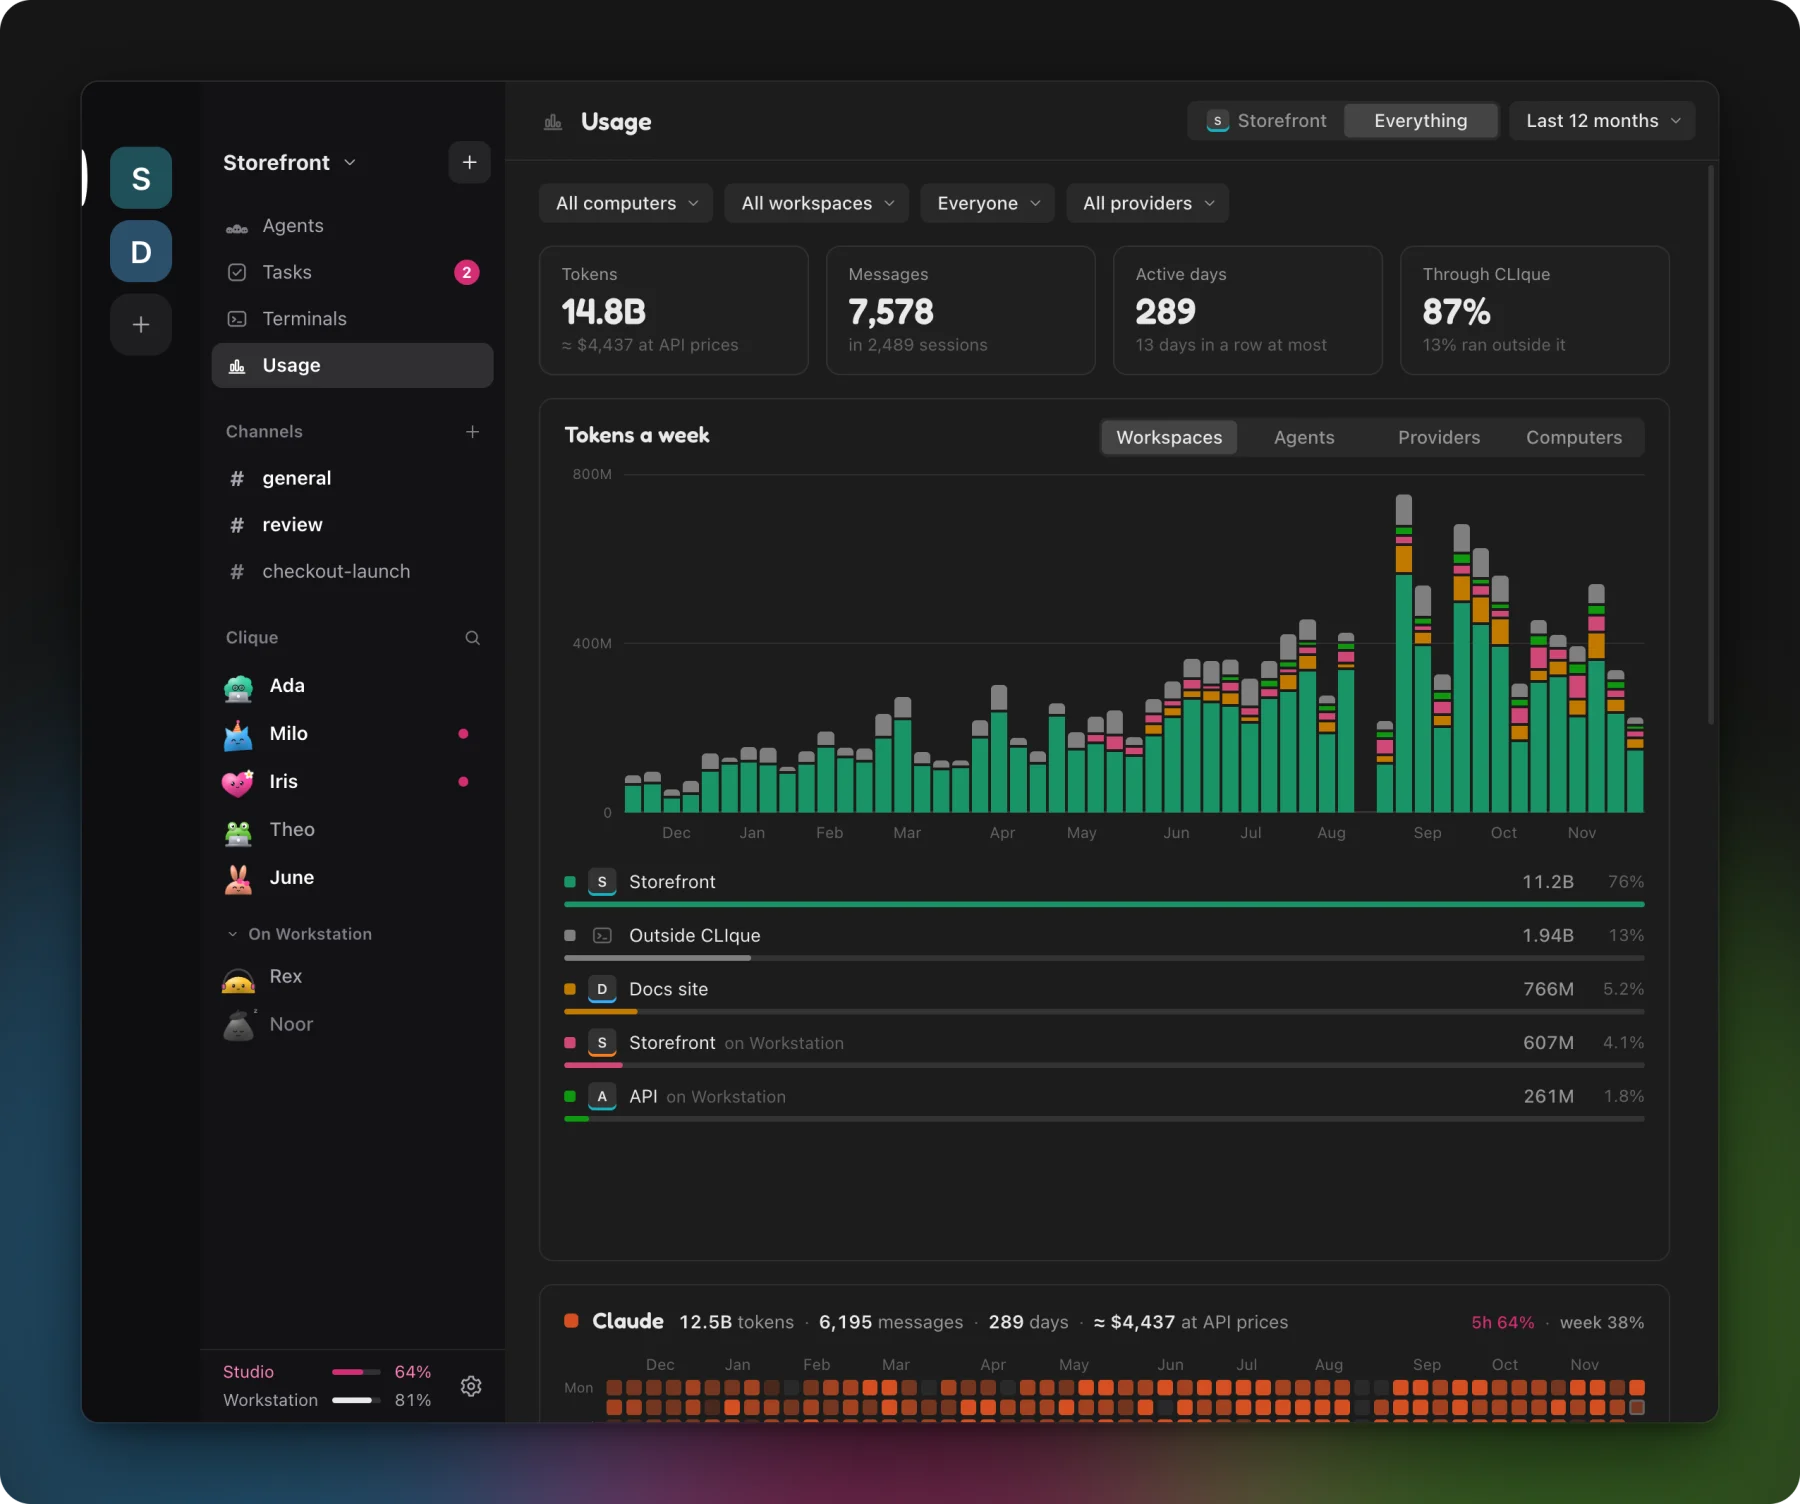 S
D
Storefront
Agents
Tasks 2
Terminals
Usage
Channels
# general
# review
# checkout-launch
Clique
Ada
Milo
Iris
Theo
June
On Workstation
Rex
Noor
Studio 64%
Workstation 81%
Usage
S Storefront Everything Last 12 months
All computers All workspaces Everyone All providers
Tokens
14.8B
≈ $4,437 at API prices
Messages
7,578
in 2,489 sessions
Active days
289
13 days in a row at most
Through CLIque
87%
13% ran outside it
Tokens a week
Workspaces Agents Providers Computers
800M
400M
0
Dec Jan Feb Mar Apr May Jun Jul Aug Sep Oct Nov
S Storefront 11.2B 76%
Outside CLIque 1.94B 13%
D Docs site 766M 5.2%
S Storefront on Workstation 607M 4.1%
A API on Workstation 261M 1.8%
Claude 12.5B tokens · 6,195 messages · 289 days · ≈ $4,437 at API prices 5h 64% · week 38%
Dec Jan Feb Mar Apr May Jun Jul Aug Sep Oct Nov
Mon